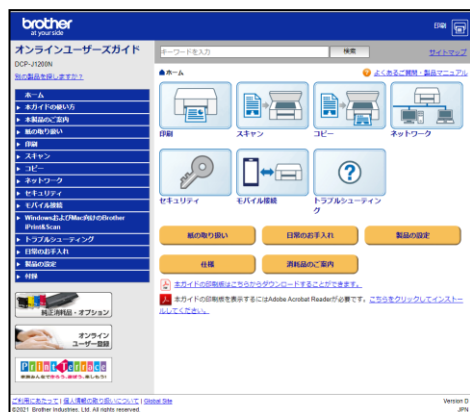 brother
at your side
印刷
オンラインユーザーズガイド
DCP-J1200N
別の製品を探しますか？
キーワードを入力
検索
サイトマップ
ホーム
よくあるご質問・製品マニュアル
ホーム
本ガイドの使い方
本製品のご案内
紙の取り扱い
印刷
スキャン
コピー
ネットワーク
セキュリティ
モバイル接続
WindowsおよびMac向けのBrother
iPrint&Scan
トラブルシューティング
日常のお手入れ
製品の設定
付録
純正消耗品・オプション
オンライン
ユーザー登録
Print Terrace
印刷
スキャン
コピー
ネットワーク
セキュリティ
モバイル接続
トラブルシューティン
グ
紙の取り扱い
日常のお手入れ
製品の設定
仕様
消耗品のご案内
本ガイドの印刷版はこちらからダウンロードすることができます。
本ガイドの印刷版を表示するにはAdobe Acrobat Readerが必要です。こちらをクリックしてインストー
ルしてください。
ご利用にあたって | 個人情報の取り扱いについて | Global Site
©2021 Brother Industries, Ltd. All rights reserved.
Version D
JPN